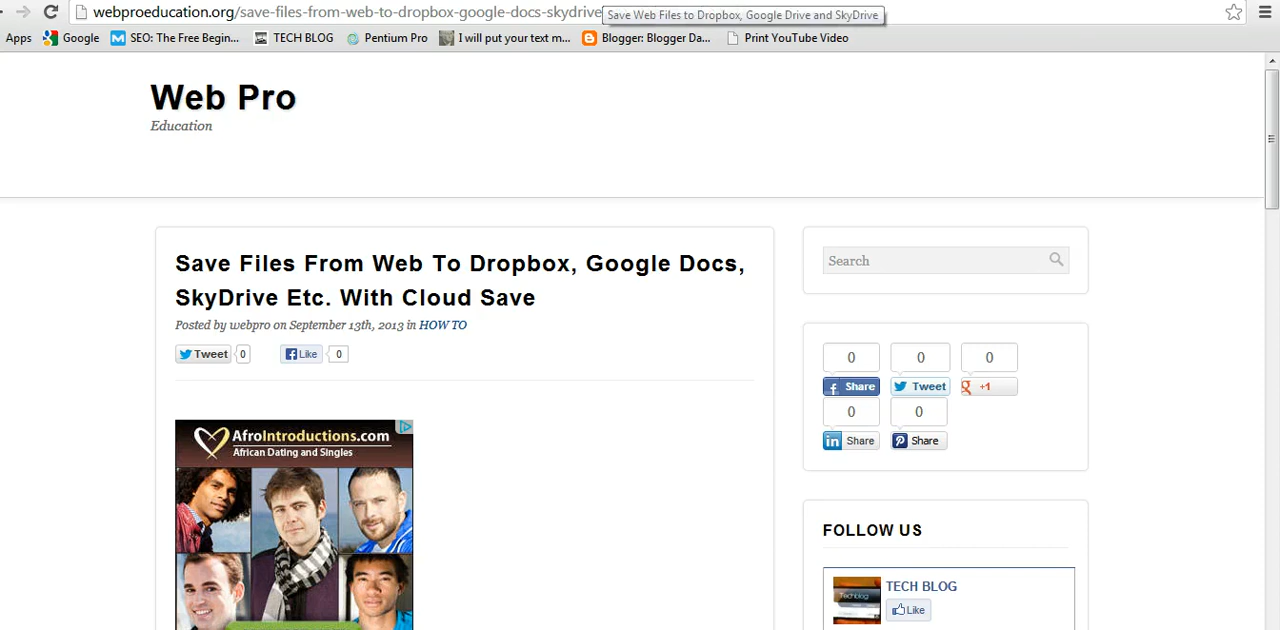 webproeducation.org/save-files-from-web-to-dropbox-google-docs-skydrive
Save Web Files to Dropbox, Google Drive and SkyDrive
Apps Google SEO: The Free Begin... TECH BLOG Pentium Pro I will put your text m... Blogger: Blogger Da... Print YouTube Video
Web Pro
Education
Save Files From Web To Dropbox, Google Docs,
SkyDrive Etc. With Cloud Save
Posted by webpro on September 13th, 2013 in HOW TO
Tweet 0 Like 0
AfroIntroductions.com
African Dating and Singles
Search
0 0 0
Share Tweet +1
0 0
Share Share
FOLLOW US
Techblog
TECH BLOG
Like